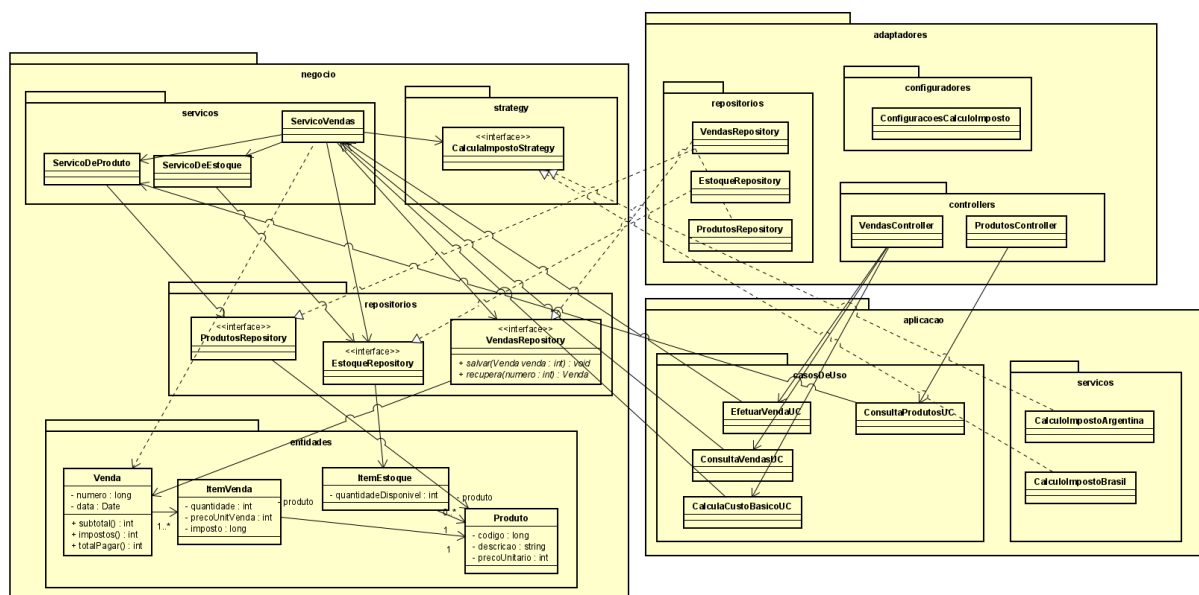 negocio
servicos
ServicoVendas
ServicoDeProduto
ServicoDeEstoque
strategy
<<interface>>
CalculaImpostoStrategy
repositorios
<<interface>>
ProdutosRepository
<<interface>>
EstoqueRepository
<<interface>>
VendasRepository
+ salvar(Venda venda : int) : void
+ recupera(numero : int) : Venda
entidades
Venda
- numero : long
- data : Date
+ subtotal() : int
+ impostos() : int
+ totalPagar() : int
1..*
ItemVenda
- quantidade : int
- precoUnitVenda : int
- imposto : long
- produto
1
ItemEstoque
- quantidadeDisponivel : int
- produto
0..*
1
Produto
- codigo : long
- descricao : string
- precoUnitario : int
adaptadores
repositorios
VendasRepository
EstoqueRepository
ProdutosRepository
configuradores
ConfiguracoesCalculoImposto
controllers
VendasController
ProdutosController
aplicacao
casosDeUso
EfetuarVendaUC
ConsultaProdutosUC
ConsultaVendasUC
CalculaCustoBasicoUC
servicos
CalculoImpostoArgentina
CalculoImpostoBrasil